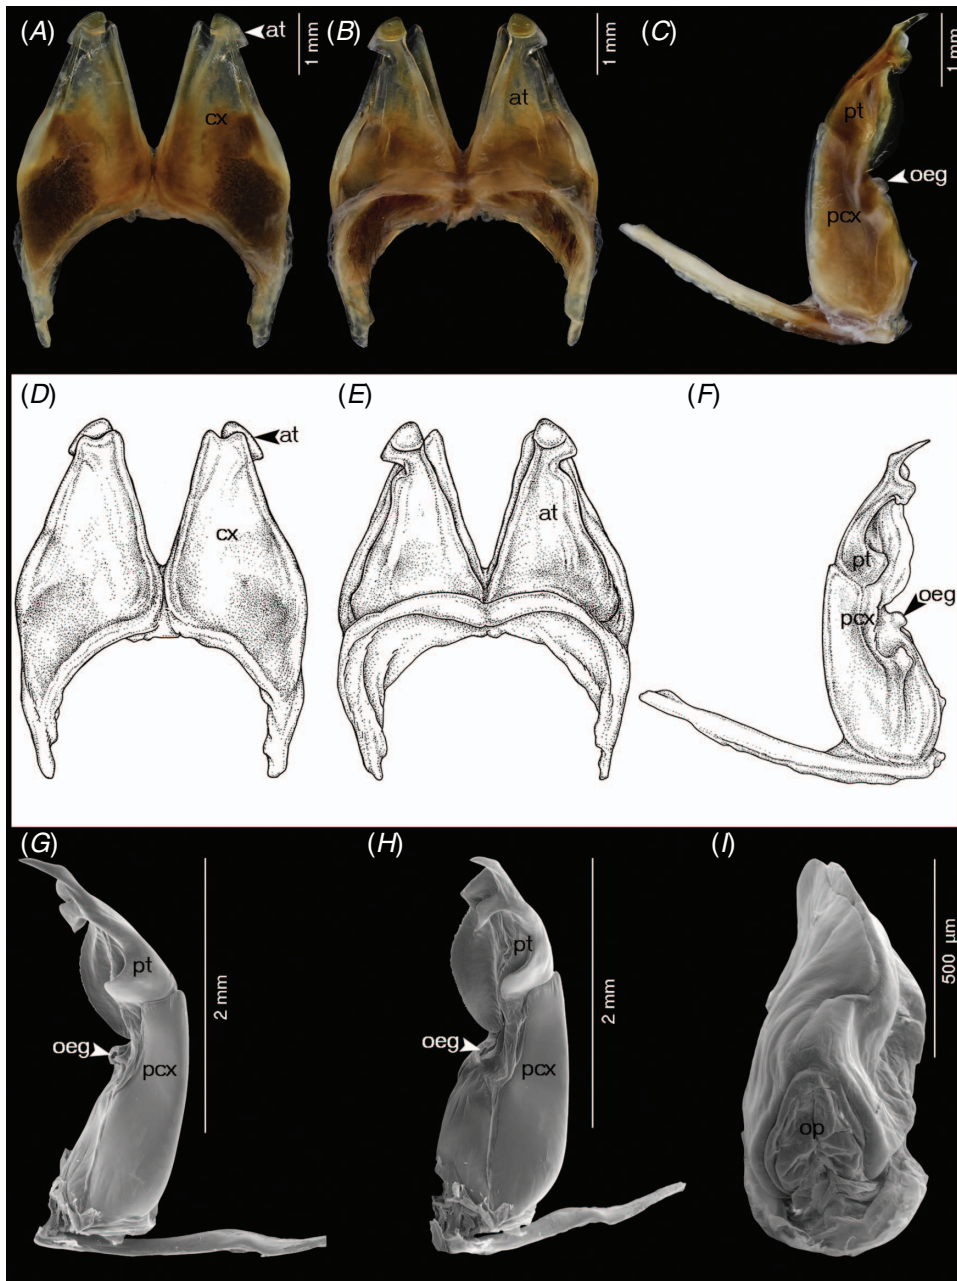 (A)
at
1 mm
cx
(B)
1 mm
at
(C)
1 mm
pt
oeg
pcx
(D)
at
cx
(E)
at
(F)
pt
oeg
pcx
(G)
2 mm
pt
oeg
pcx
(H)
2 mm
pt
oeg
pcx
(I)
500 µm
op